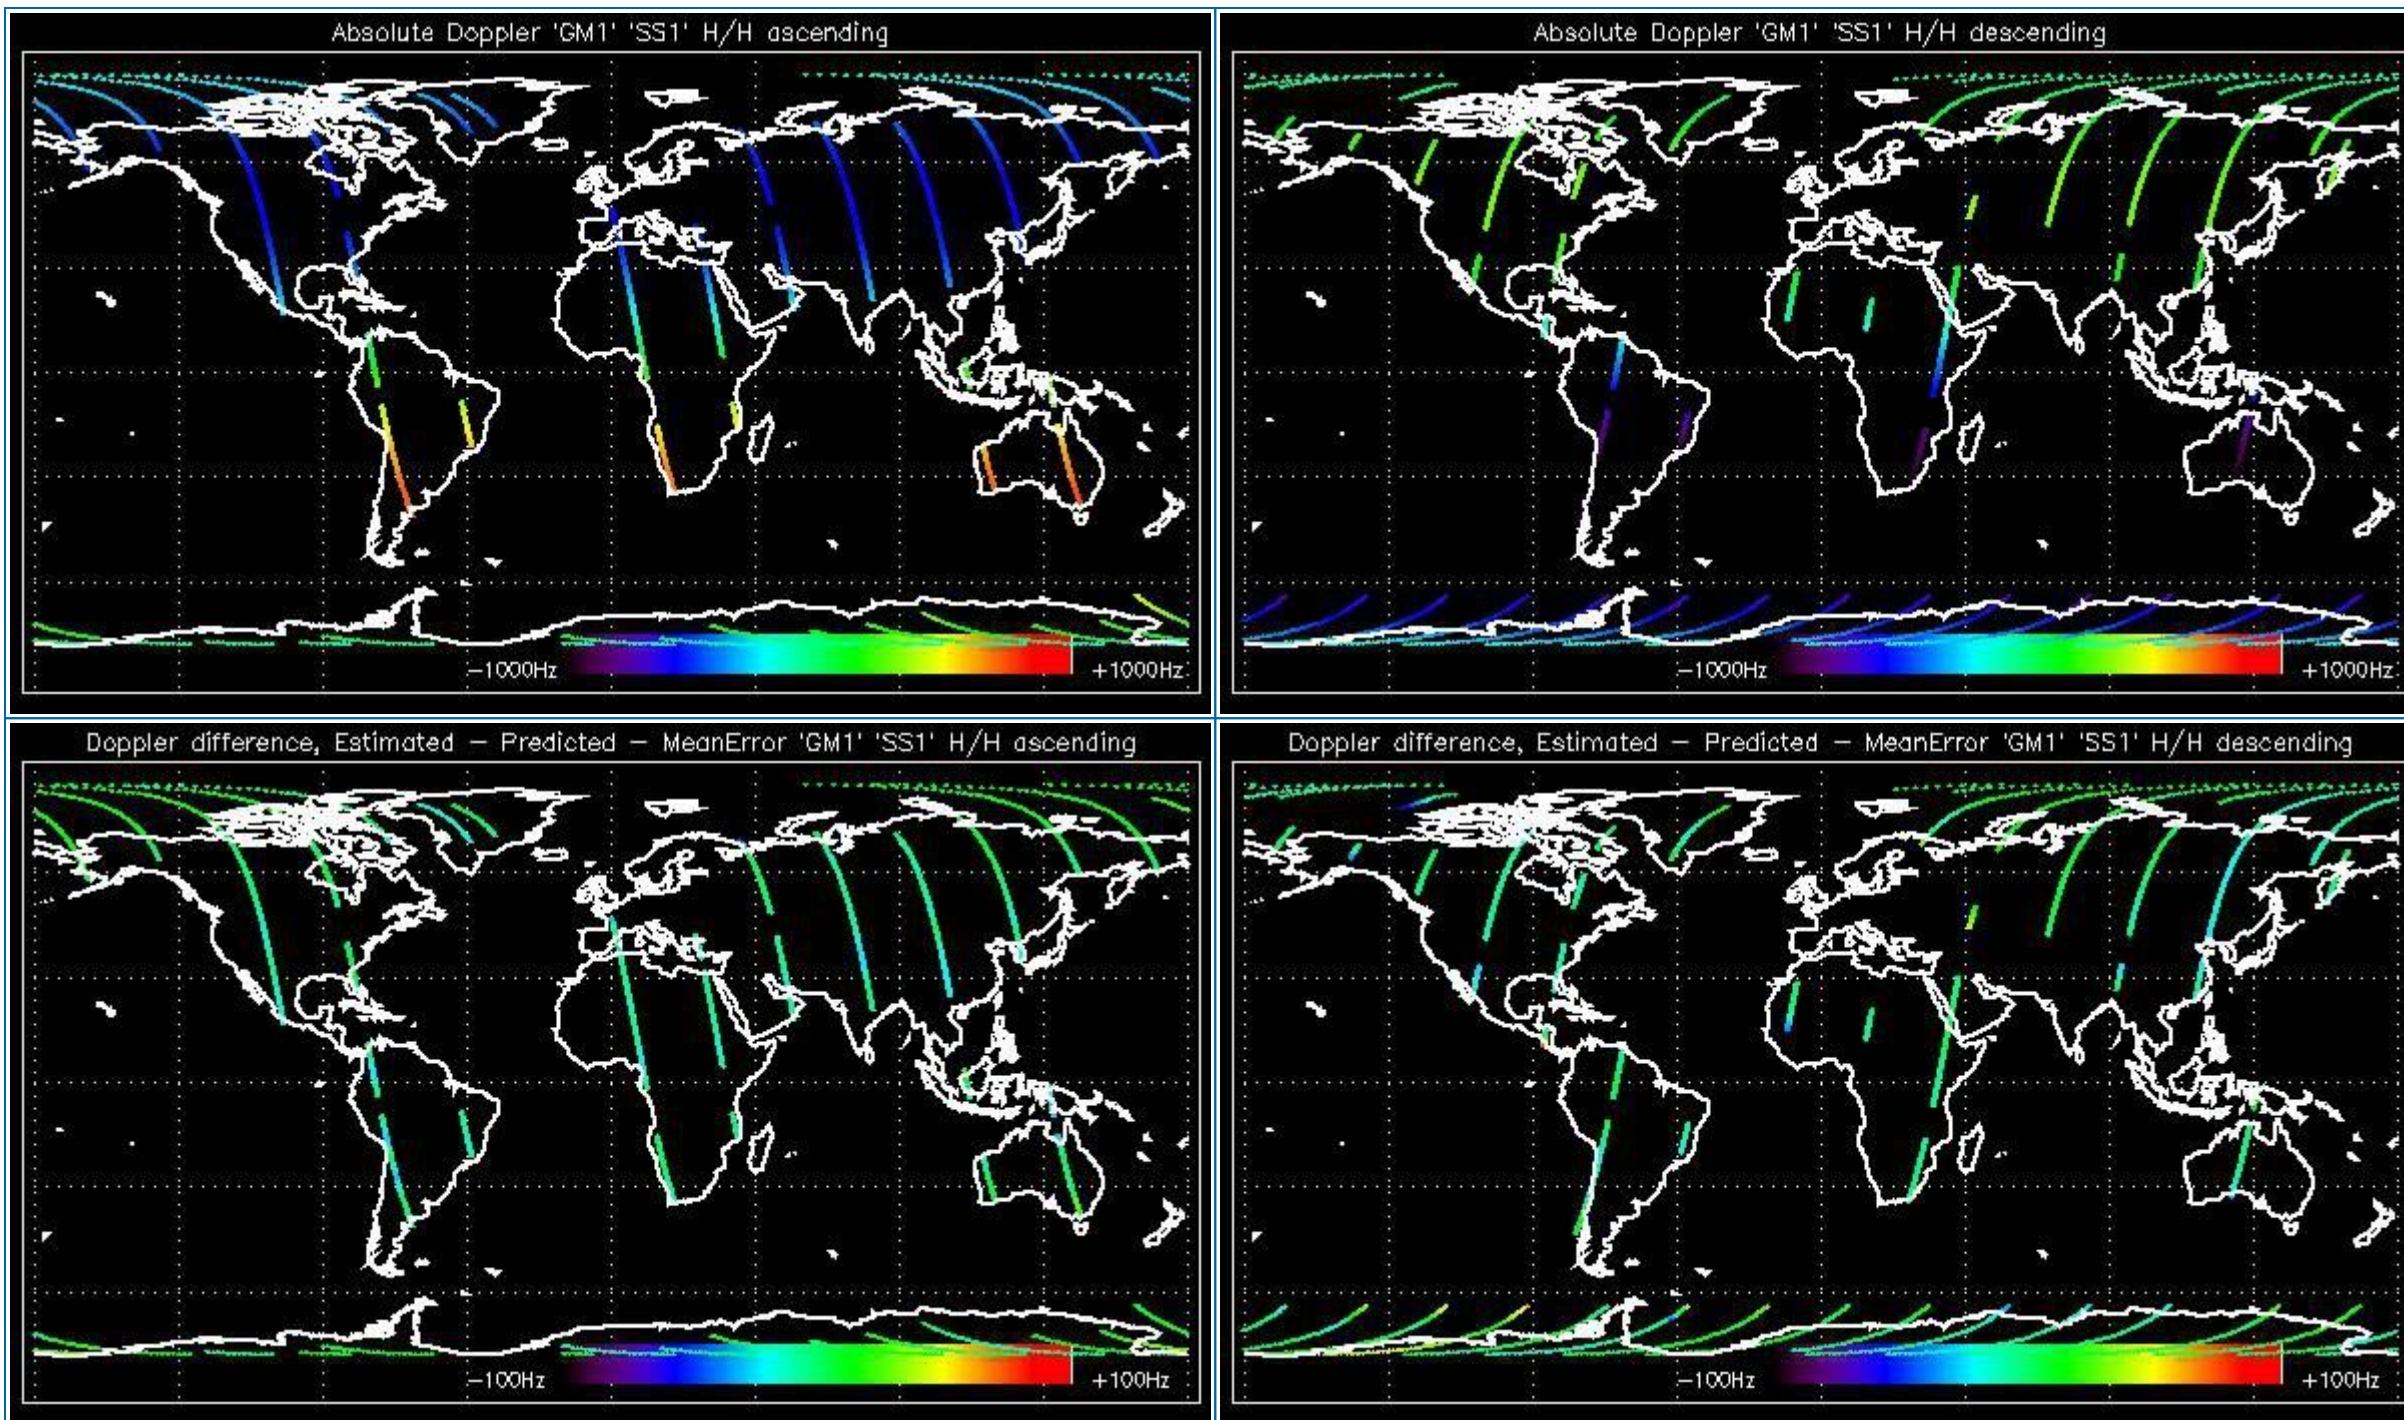 Absolute Doppler 'GM1' 'SS1' H/H ascending
-1000Hz
+1000Hz
Absolute Doppler 'GM1' 'SS1' H/H descending
-1000Hz
+1000Hz
Doppler difference, Estimated - Predicted - MeanError 'GM1' 'SS1' H/H ascending
-100Hz
+100Hz
Doppler difference, Estimated - Predicted - MeanError 'GM1' 'SS1' H/H descending
-100Hz
+100Hz